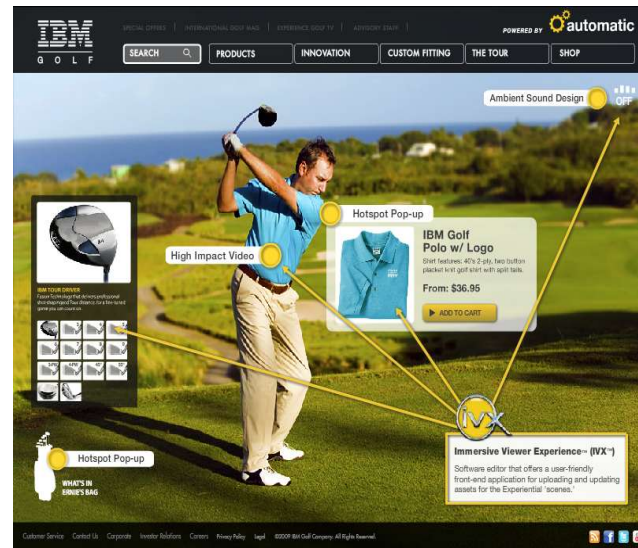 IBM
GOLF
SPECIAL OFFERS
INTERNATIONAL GOLF MAG
EXPERIENCE GOLF TV
ADVISORY STAFF
POWERED BY automatic
SEARCH
PRODUCTS
INNOVATION
CUSTOM FITTING
THE TOUR
SHOP
Ambient Sound Design
OFF
Hotspot Pop-up
High Impact Video
IBM Golf
Polo w/ Logo
Shirt features: 40's 2-ply, two button
placket knit golf shirt with split tails.
From: $36.95
ADD TO CART
IBM TOUR DRIVER
ivx
Immersive Viewer Experience™ (IVX™)
Software editor that offers a user-friendly
front-end application for uploading and updating
assets for the Experiential 'scenes.'
Hotspot Pop-up
WHAT'S IN
ERNIE'S BAG
Customer Service
Contact Us
Corporate
Investor Relations
Careers
Privacy Policy
Legal
©2009 IBM Golf Company. All Rights Reserved.